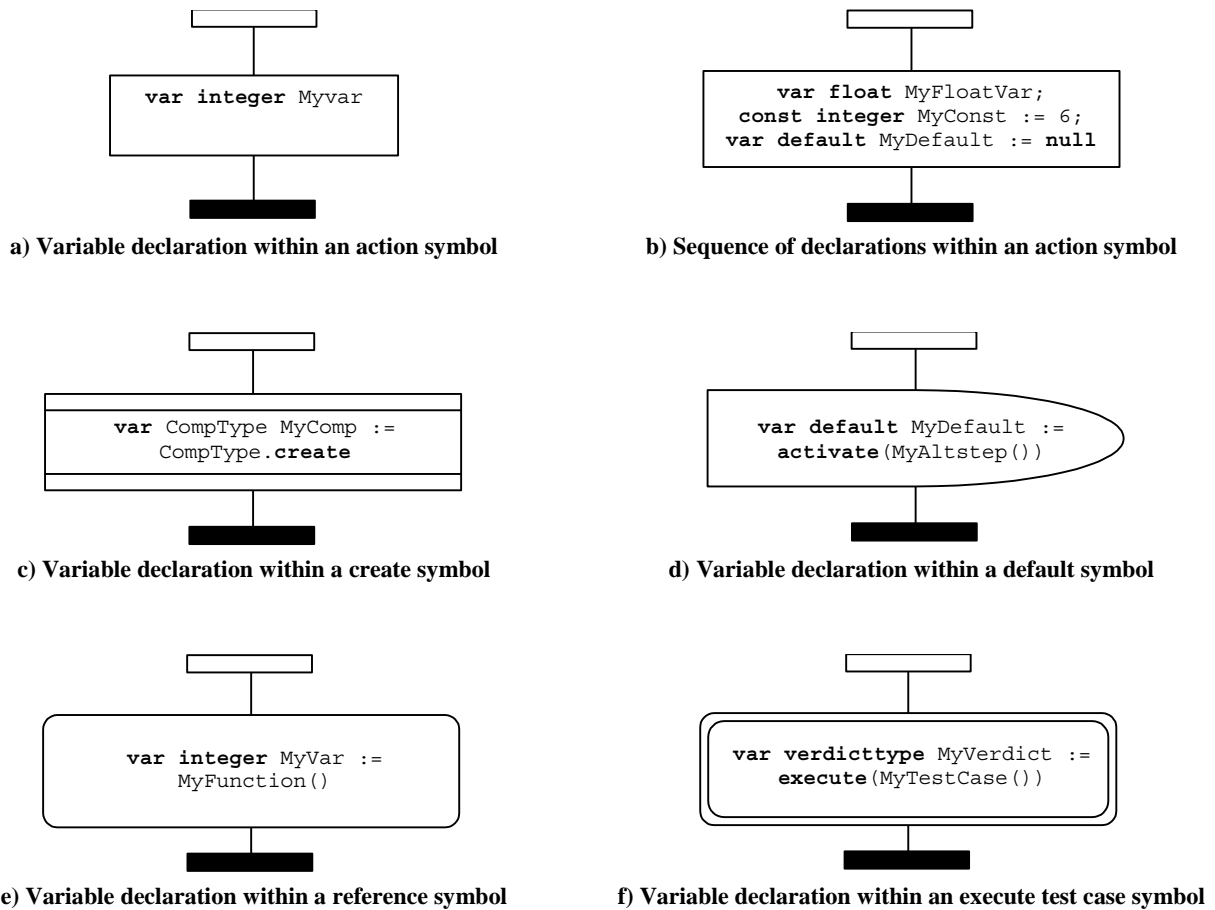 var integer Myvar
a) Variable declaration within an action symbol
var float MyFloatVar;
const integer MyConst := 6;
var default MyDefault := null
b) Sequence of declarations within an action symbol
var CompType MyComp :=
CompType.create
c) Variable declaration within a create symbol
var default MyDefault :=
activate(MyAltstep())
d) Variable declaration within a default symbol
var integer MyVar :=
MyFunction()
e) Variable declaration within a reference symbol
var verdicttype MyVerdict :=
execute(MyTestCase())
f) Variable declaration within an execute test case symbol